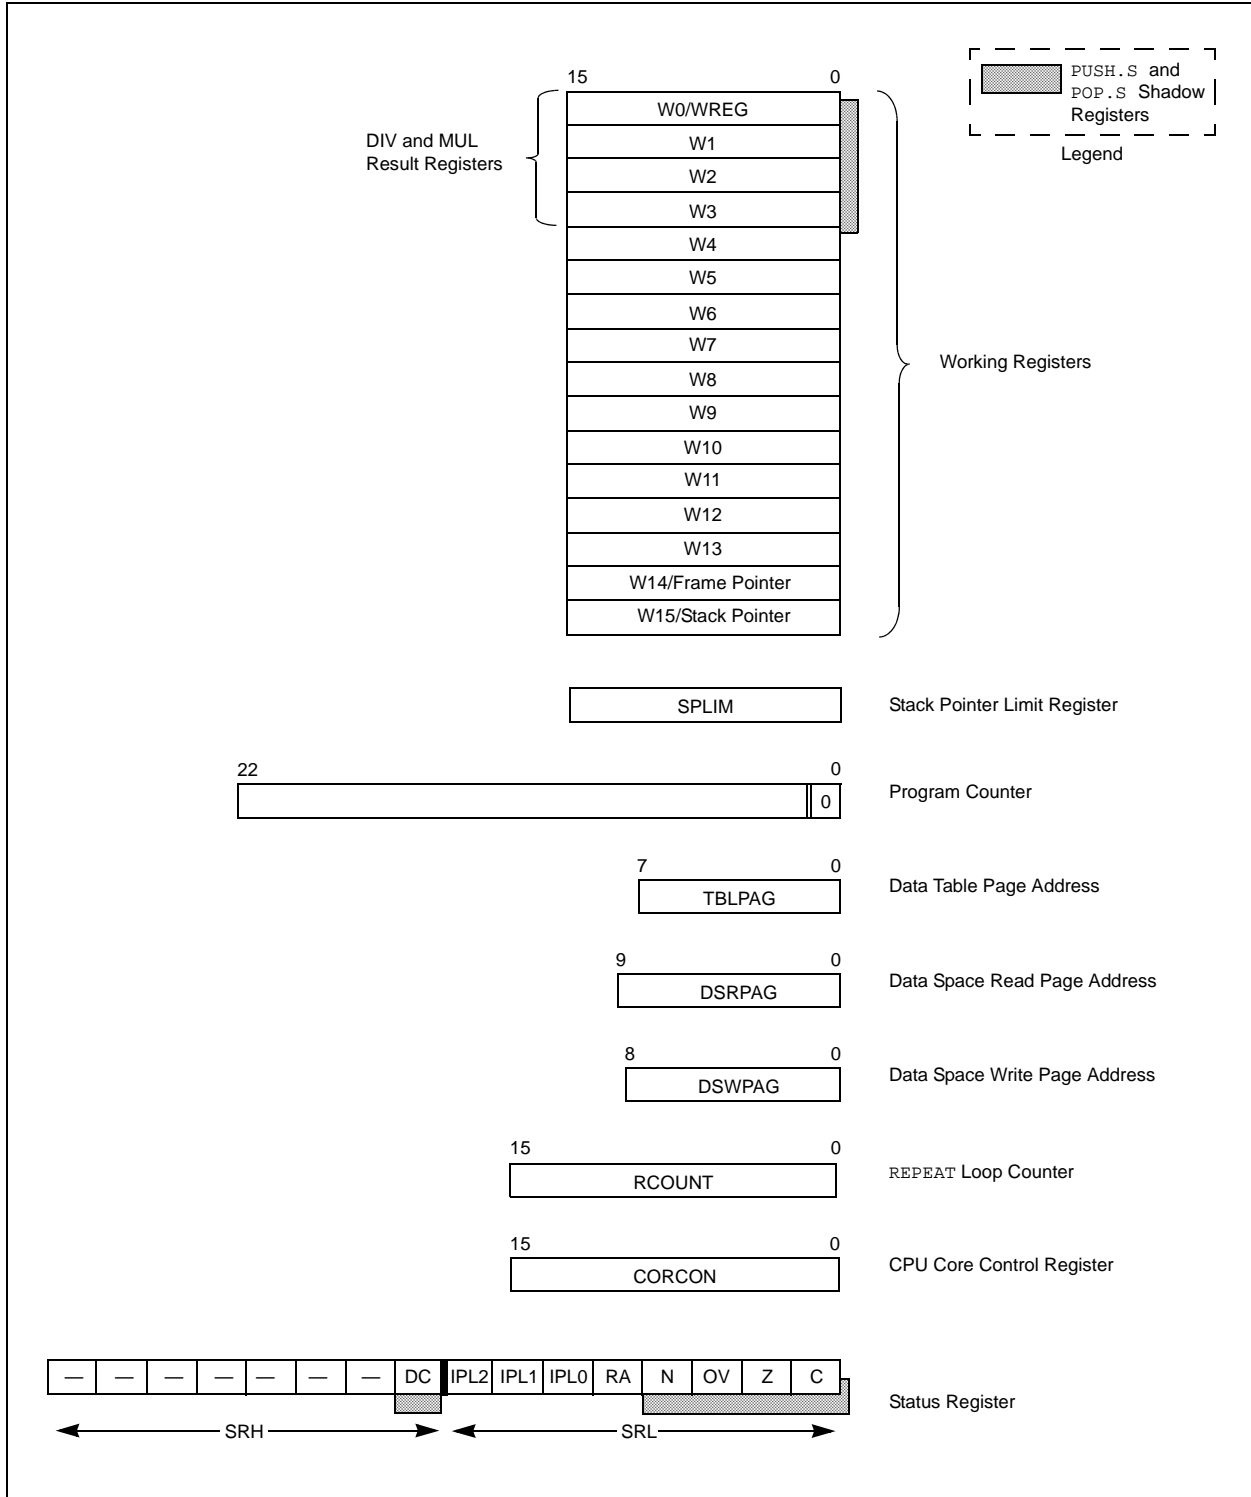 PUSH.S and
POP.S Shadow
Registers
Legend
15 0
DIV and MUL
Result Registers
W0/WREG
W1
W2
W3
W4
W5
W6
W7
W8
W9
W10
W11
W12
W13
W14/Frame Pointer
W15/Stack Pointer
Working Registers
SPLIM
Stack Pointer Limit Register
22 0
0
Program Counter
7 0
TBLPAG
Data Table Page Address
9 0
DSRPAG
Data Space Read Page Address
8 0
DSWPAG
Data Space Write Page Address
15 0
RCOUNT
REPEAT Loop Counter
15 0
CORCON
CPU Core Control Register
— — — — — — — DC IPL2 IPL1 IPL0 RA N OV Z C
Status Register
SRH SRL